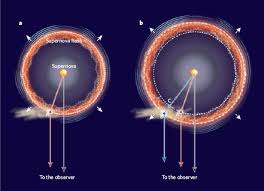 a
b
Supernova flash
Supernova
C
To the observer
To the observer